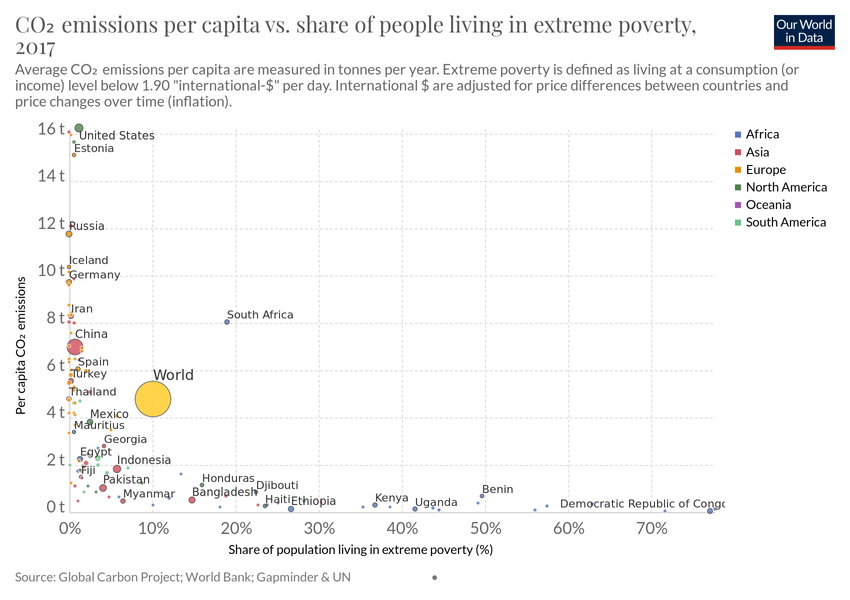 CO₂ emissions per capita vs. share of people living in extreme poverty,
2017
Our World
in Data
Average CO₂ emissions per capita are measured in tonnes per year. Extreme poverty is defined as living at a consumption (or
income) level below 1.90 "international-$" per day. International $ are adjusted for price differences between countries and
price changes over time (inflation).
16 t
United States
Estonia
14 t
12 t
Russia
Iceland
10 t
Germany
Iran
8 t
South Africa
China
6 t
Spain
Turkey
World
Thailand
4 t
Mexico
Mauritius
Georgia
Egypt
2 t
Indonesia
Fiji
Pakistan
Honduras
Djibouti
Myanmar
Bangladesh
Haiti
Ethiopia
Kenya
Uganda
Benin
Democratic Republic of Congo
0 t
0%
10%
20%
30%
40%
50%
60%
70%
Per capita CO₂ emissions
Share of population living in extreme poverty (%)
Africa
Asia
Europe
North America
Oceania
South America
Source: Global Carbon Project; World Bank; Gapminder & UN